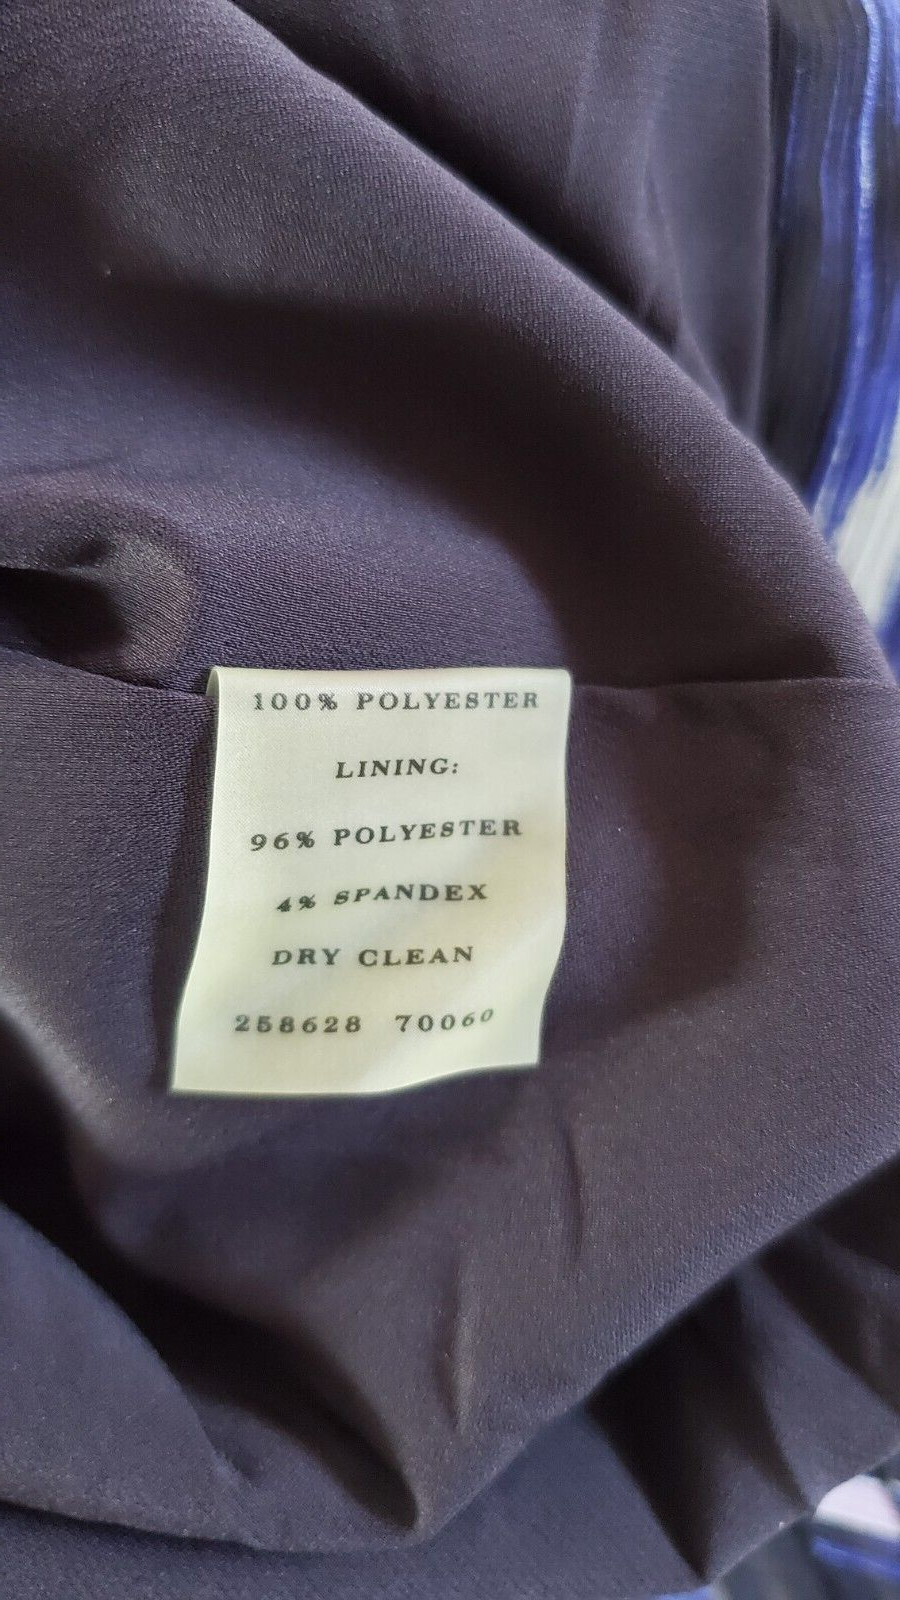 100% POLYESTER
LINING:
96% POLYESTER
4% SPANDEX
DRY CLEAN
258628 70060